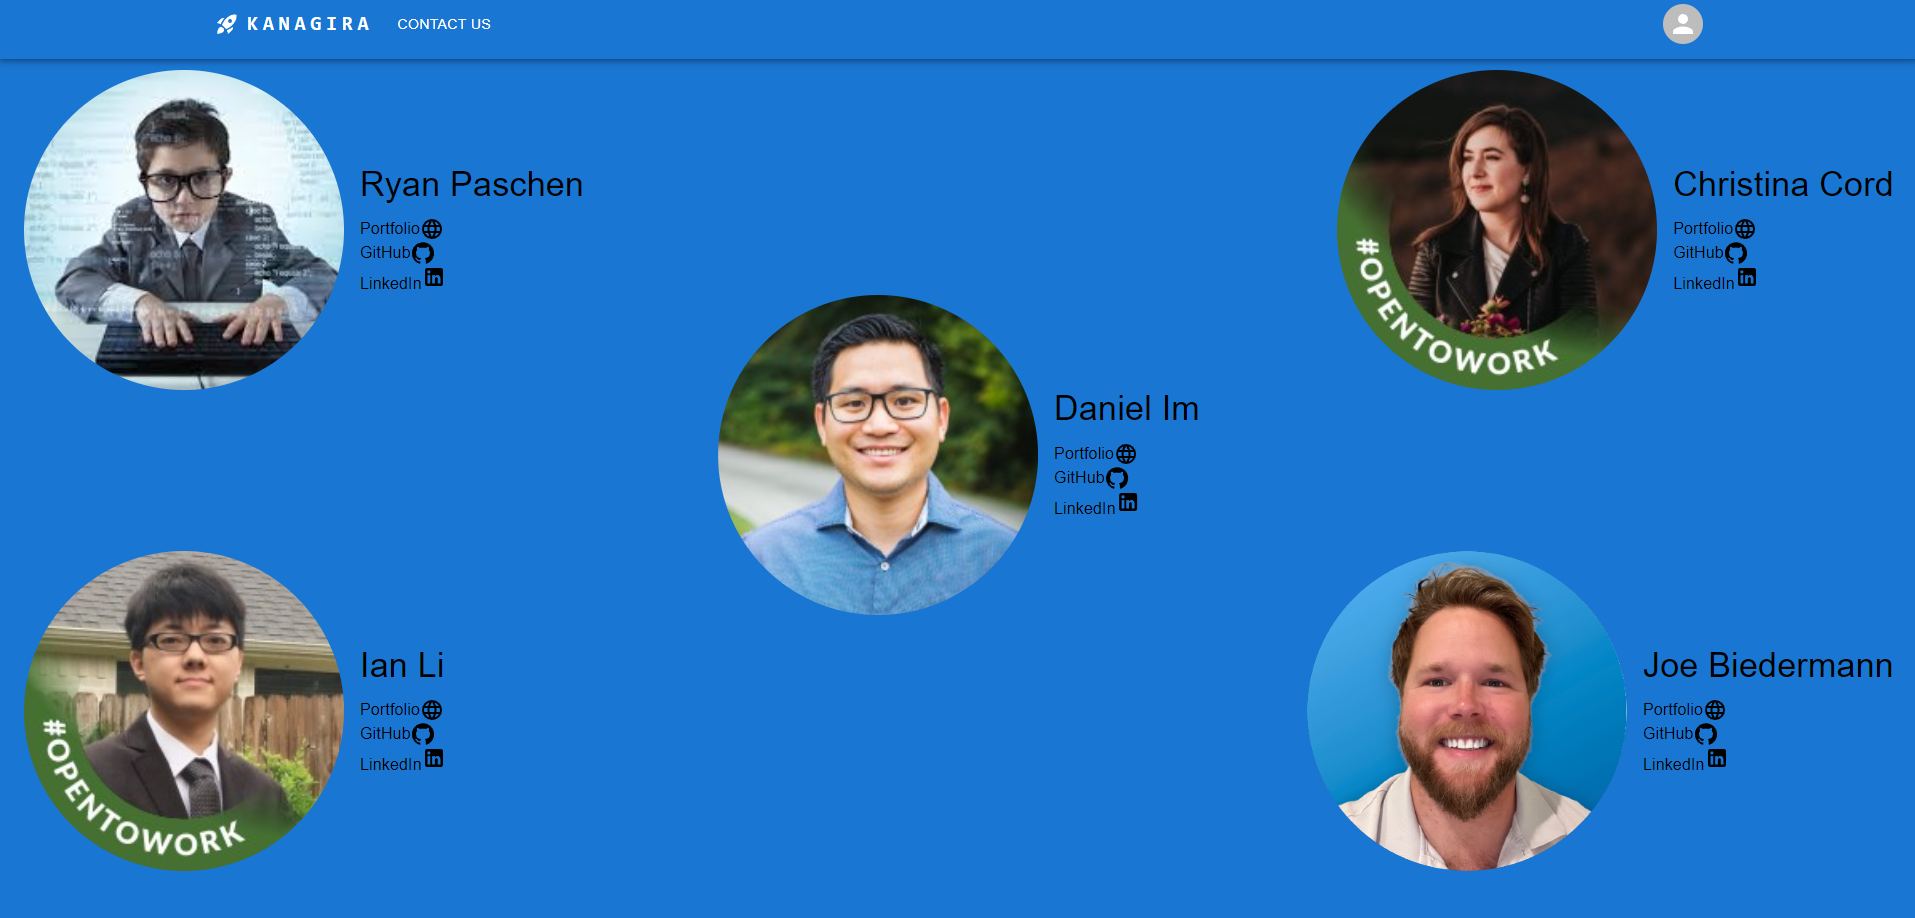 KANAGIRA CONTACT US
Ryan Paschen
Portfolio
GitHub
LinkedIn
#OPENTOWORK
Christina Cord
Portfolio
GitHub
LinkedIn
Daniel Im
Portfolio
GitHub
LinkedIn
#OPENTOWORK
Ian Li
Portfolio
GitHub
LinkedIn
Joe Biedermann
Portfolio
GitHub
LinkedIn